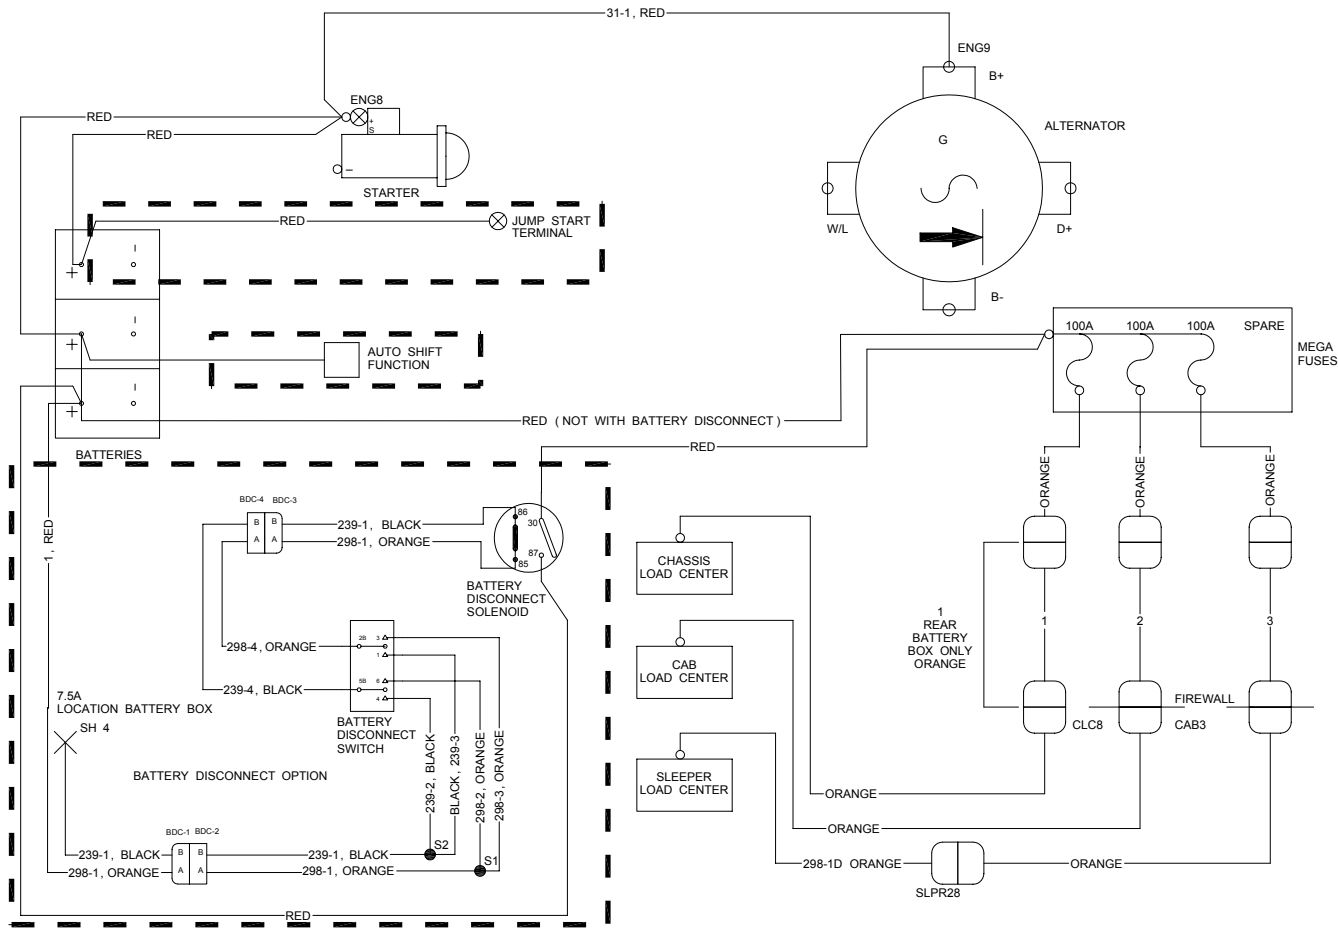 31-1, RED
ENG9
B+
ALTERNATOR
G
W/L
D+
B-
ENG8
RED
RED
+
S
–
STARTER
RED
JUMP START
TERMINAL
+
–
+
–
+
–
BATTERIES
AUTO SHIFT
FUNCTION
100A
100A
100A
SPARE
MEGA
FUSES
RED (NOT WITH BATTERY DISCONNECT)
RED
ORANGE
ORANGE
ORANGE
1, RED
BDC-4
BDC-3
B
B
A
A
239-1, BLACK
298-1, ORANGE
86
30
87
85
BATTERY
DISCONNECT
SOLENOID
298-4, ORANGE
239-4, BLACK
2B
3
1
5B
6
4
BATTERY
DISCONNECT
SWITCH
7.5A
LOCATION BATTERY BOX
SH 4
BATTERY DISCONNECT OPTION
239-2, BLACK
BLACK, 239-3
298-2, ORANGE
298-3, ORANGE
BDC-1
BDC-2
239-1, BLACK
B
B
239-1, BLACK
S2
298-1, ORANGE
A
A
298-1, ORANGE
S1
RED
CHASSIS
LOAD CENTER
CAB
LOAD CENTER
SLEEPER
LOAD CENTER
1
REAR
BATTERY
BOX ONLY
ORANGE
1
2
3
FIREWALL
CLC8
CAB3
ORANGE
ORANGE
298-1D ORANGE
ORANGE
SLPR28